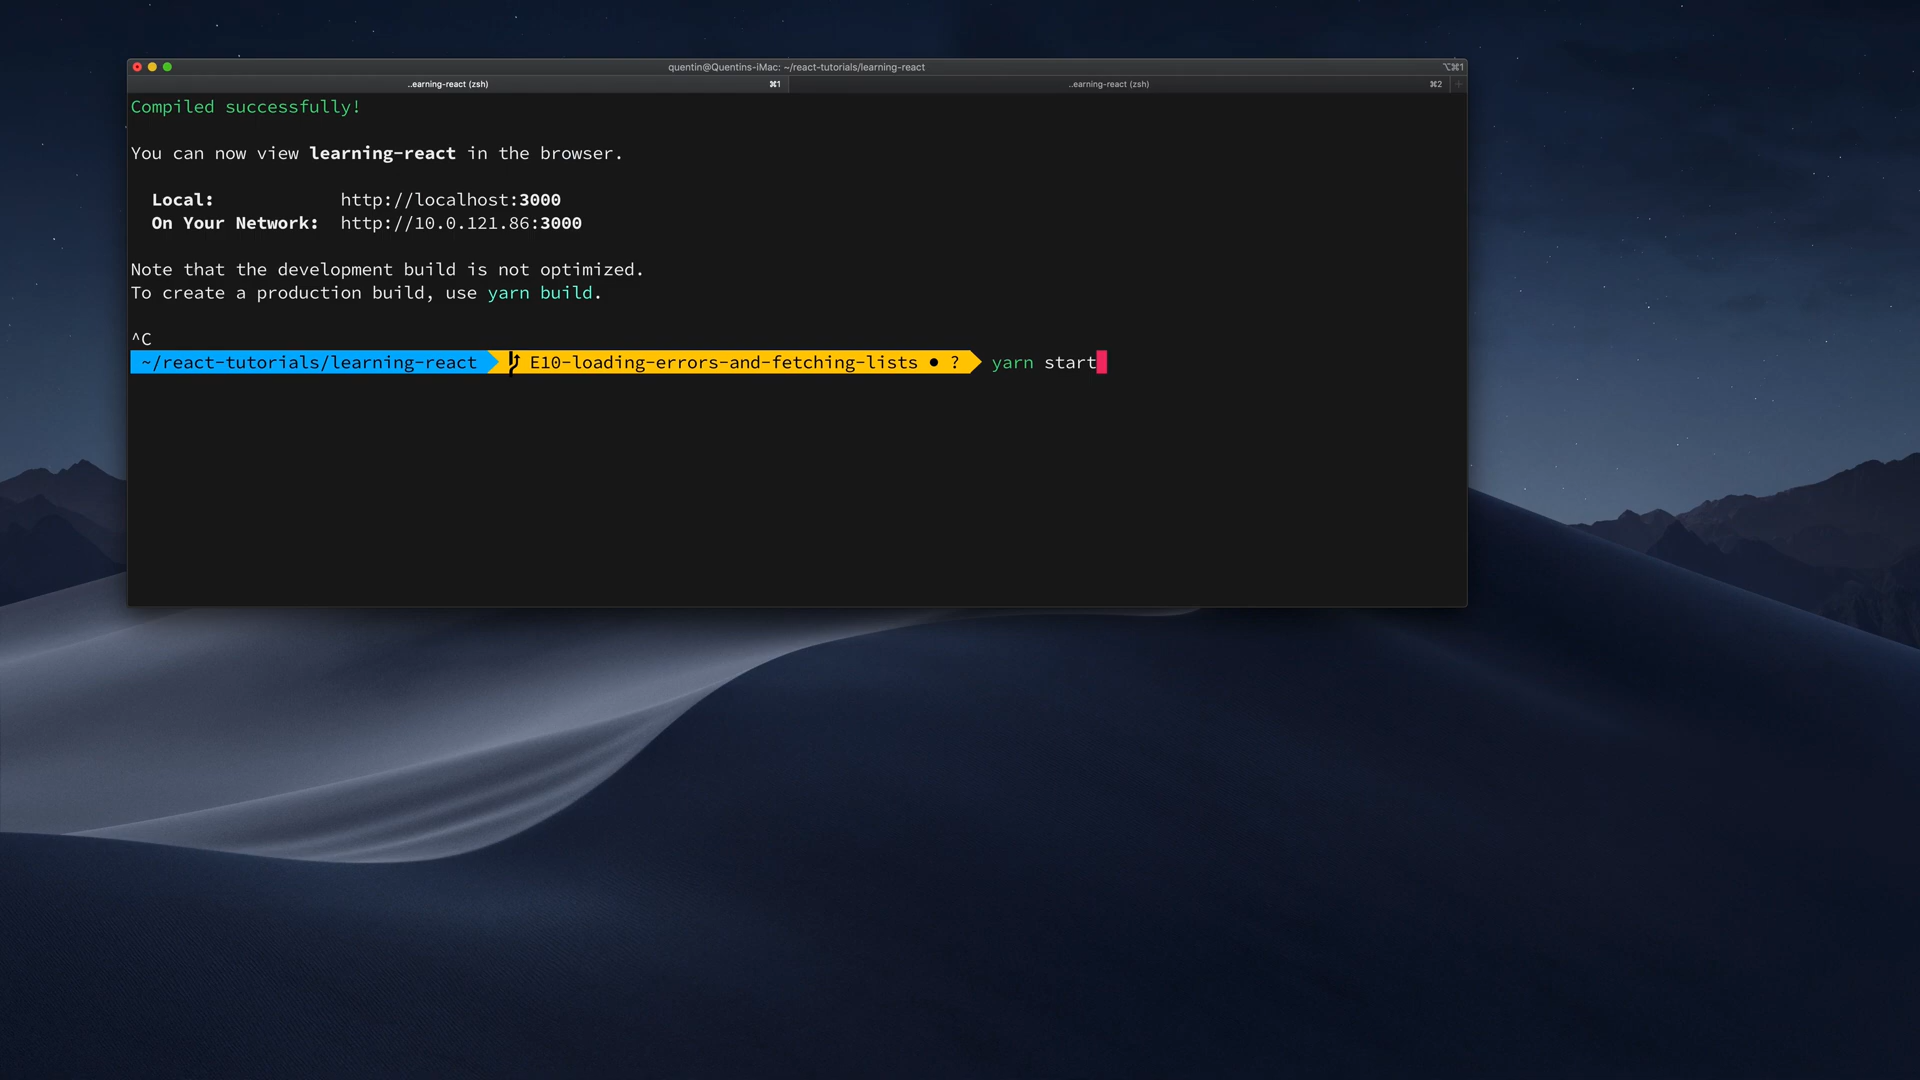 quentin@Quentins-iMac: ~/react-tutorials/learning-react
⌥⌘1
..earning-react (zsh)
⌘1
..earning-react (zsh)
⌘2
+
Compiled successfully!
You can now view learning-react in the browser.
Local: http://localhost:3000
On Your Network: http://10.0.121.86:3000
Note that the development build is not optimized.
To create a production build, use yarn build.
^C
~/react-tutorials/learning-react E10-loading-errors-and-fetching-lists ● ? yarn start